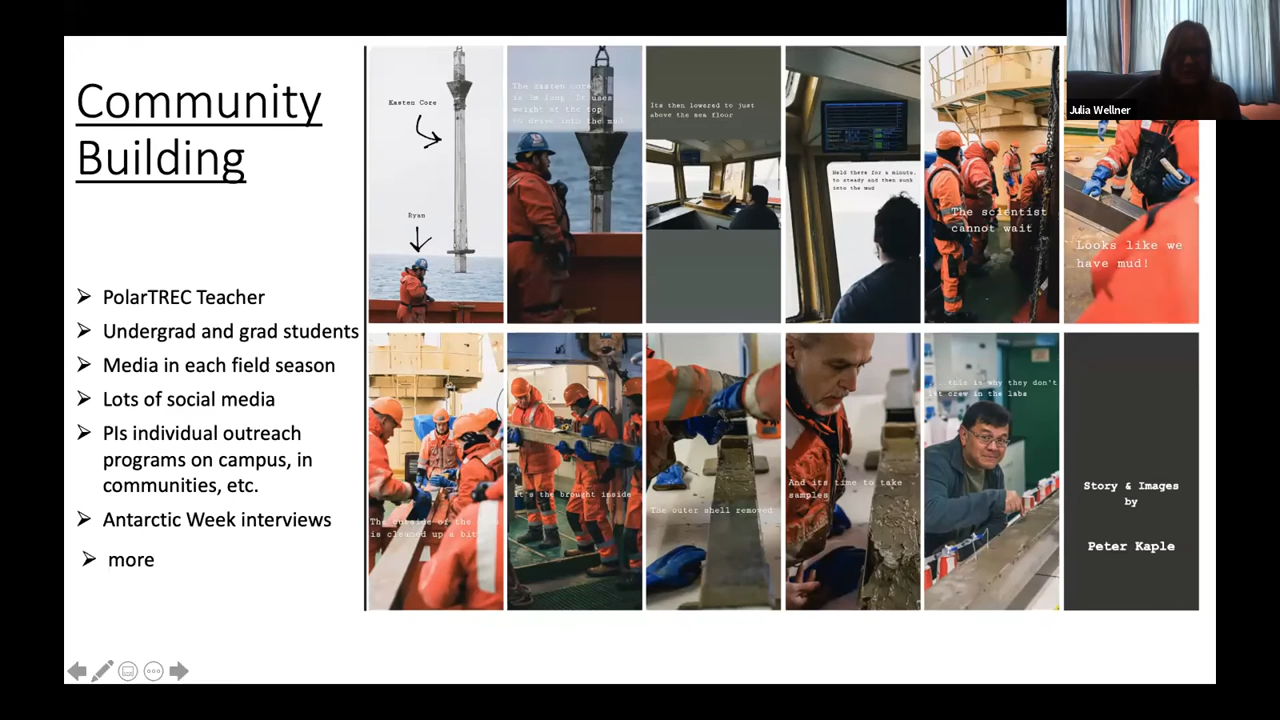 Community
Building
PolarTREC Teacher
Undergrad and grad students
Media in each field season
Lots of social media
PIs individual outreach
programs on campus, in
communities, etc.
Antarctic Week interviews
more
Kasten Core
Ryan
The kasten core
is 3m long. It uses
weight at the top
to drive into the mud
Its then lowered to just
above the sea floor
Held there for a minute,
to steady and then sunk
into the mud
The scientist
cannot wait
Looks like we
have mud!
The outside of the
is cleaned up a bit
It's the brought inside
The outer shell removed
And its time to take
samples
... this is why they don't
let crew in the labs
Story & Images
by
Peter Kaple
Julia Wellner